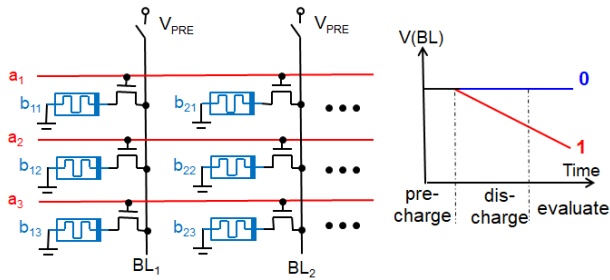 V_PRE V_PRE
a_1
b_11 b_21
a_2
b_12 b_22
a_3
b_13 b_23
BL_1 BL_2
V(BL)
0
1
Time
pre-
charge
dis-
charge
evaluate